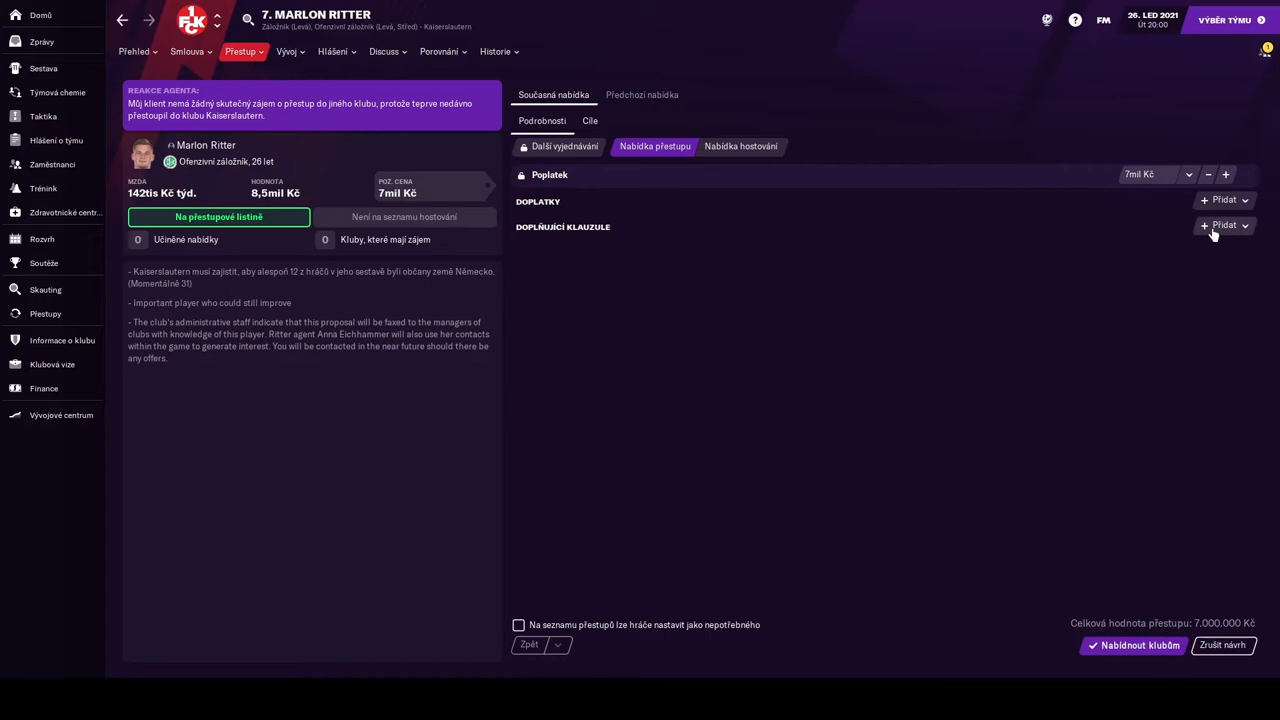 Domů
Zprávy
Sestava
Týmová chemie
Taktika
Hlášení o týmu
Zaměstnanci
Trénink
Zdravotnické centr...
Rozvrh
Soutěže
Skauting
Přestupy
Informace o klubu
Klubová vize
Finance
Vývojové centrum
1
FCK
7. MARLON RITTER
Záložník (Levá), Ofenzivní záložník (Levá, Střed) - Kaiserslautern
FM
26. LED 2021
Út 20:00
VÝBĚR TÝMU
1
Přehled
Smlouva
Přestup
Vývoj
Hlášení
Discuss
Porovnání
Historie
REAKCE AGENTA:
Můj klient nemá žádný skutečný zájem o přestup do jiného klubu, protože teprve nedávno
přestoupil do klubu Kaiserslautern.
Marlon Ritter
Ofenzivní záložník, 26 let
MZDA
142tis Kč týd.
HODNOTA
8,5mil Kč
POŽ. CENA
7mil Kč
Na přestupové listině
Není na seznamu hostování
0 Učiněné nabídky
0 Kluby, které mají zájem
- Kaiserslautern musí zajistit, aby alespoň 12 z hráčů v jeho sestavě byli občany země Německo.
(Momentálně 31)
- Important player who could still improve
- The club's administrative staff indicate that this proposal will be faxed to the managers of
clubs with knowledge of this player. Ritter agent Anna Eichhammer will also use her contacts
within the game to generate interest. You will be contacted in the near future should there be
any offers.
Současná nabídka
Předchozí nabídka
Podrobnosti
Cíle
Další vyjednávání
Nabídka přestupu
Nabídka hostování
Poplatek
7mil Kč
DOPLATKY
+ Přidat
DOPLŇUJÍCÍ KLAUZULE
+ Přidat
Na seznamu přestupů lze hráče nastavit jako nepotřebného
Celková hodnota přestupu: 7.000.000 Kč
Zpět
Nabídnout klubům
Zrušit návrh